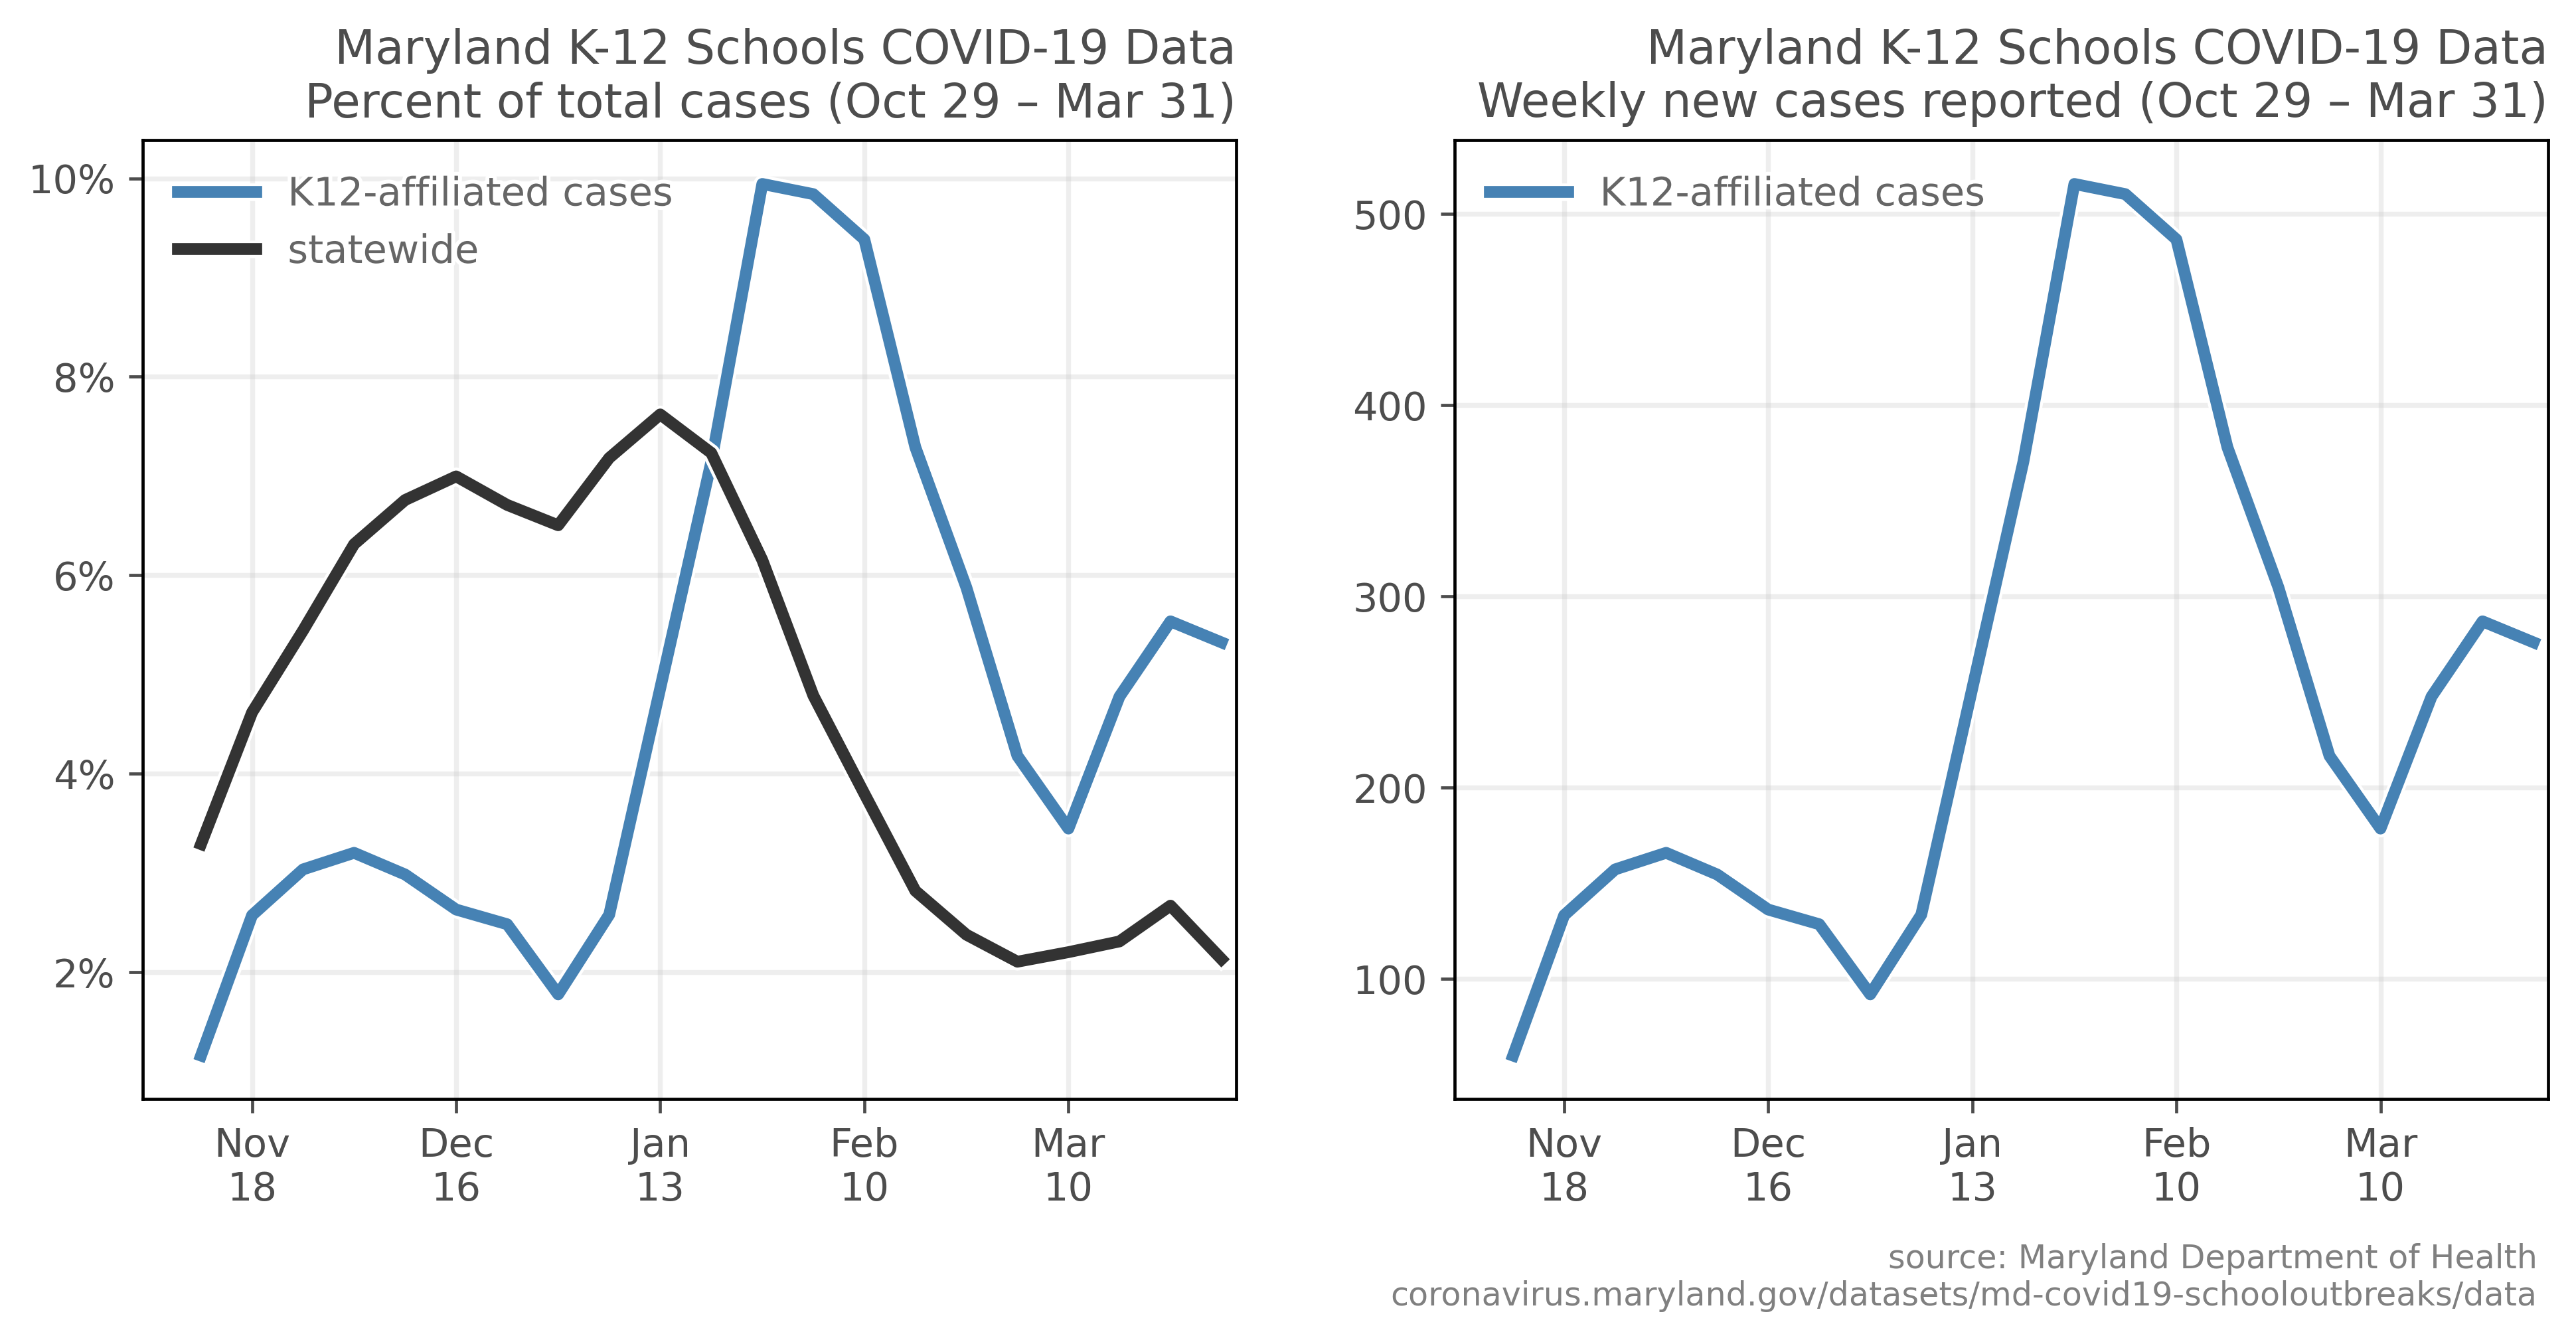 Maryland K-12 Schools COVID-19 Data
Percent of total cases (Oct 29 – Mar 31)
K12-affiliated cases
statewide
10%
8%
6%
4%
2%
Nov
18
Dec
16
Jan
13
Feb
10
Mar
10
Maryland K-12 Schools COVID-19 Data
Weekly new cases reported (Oct 29 – Mar 31)
K12-affiliated cases
500
400
300
200
100
Nov
18
Dec
16
Jan
13
Feb
10
Mar
10
source: Maryland Department of Health
coronavirus.maryland.gov/datasets/md-covid19-schooloutbreaks/data